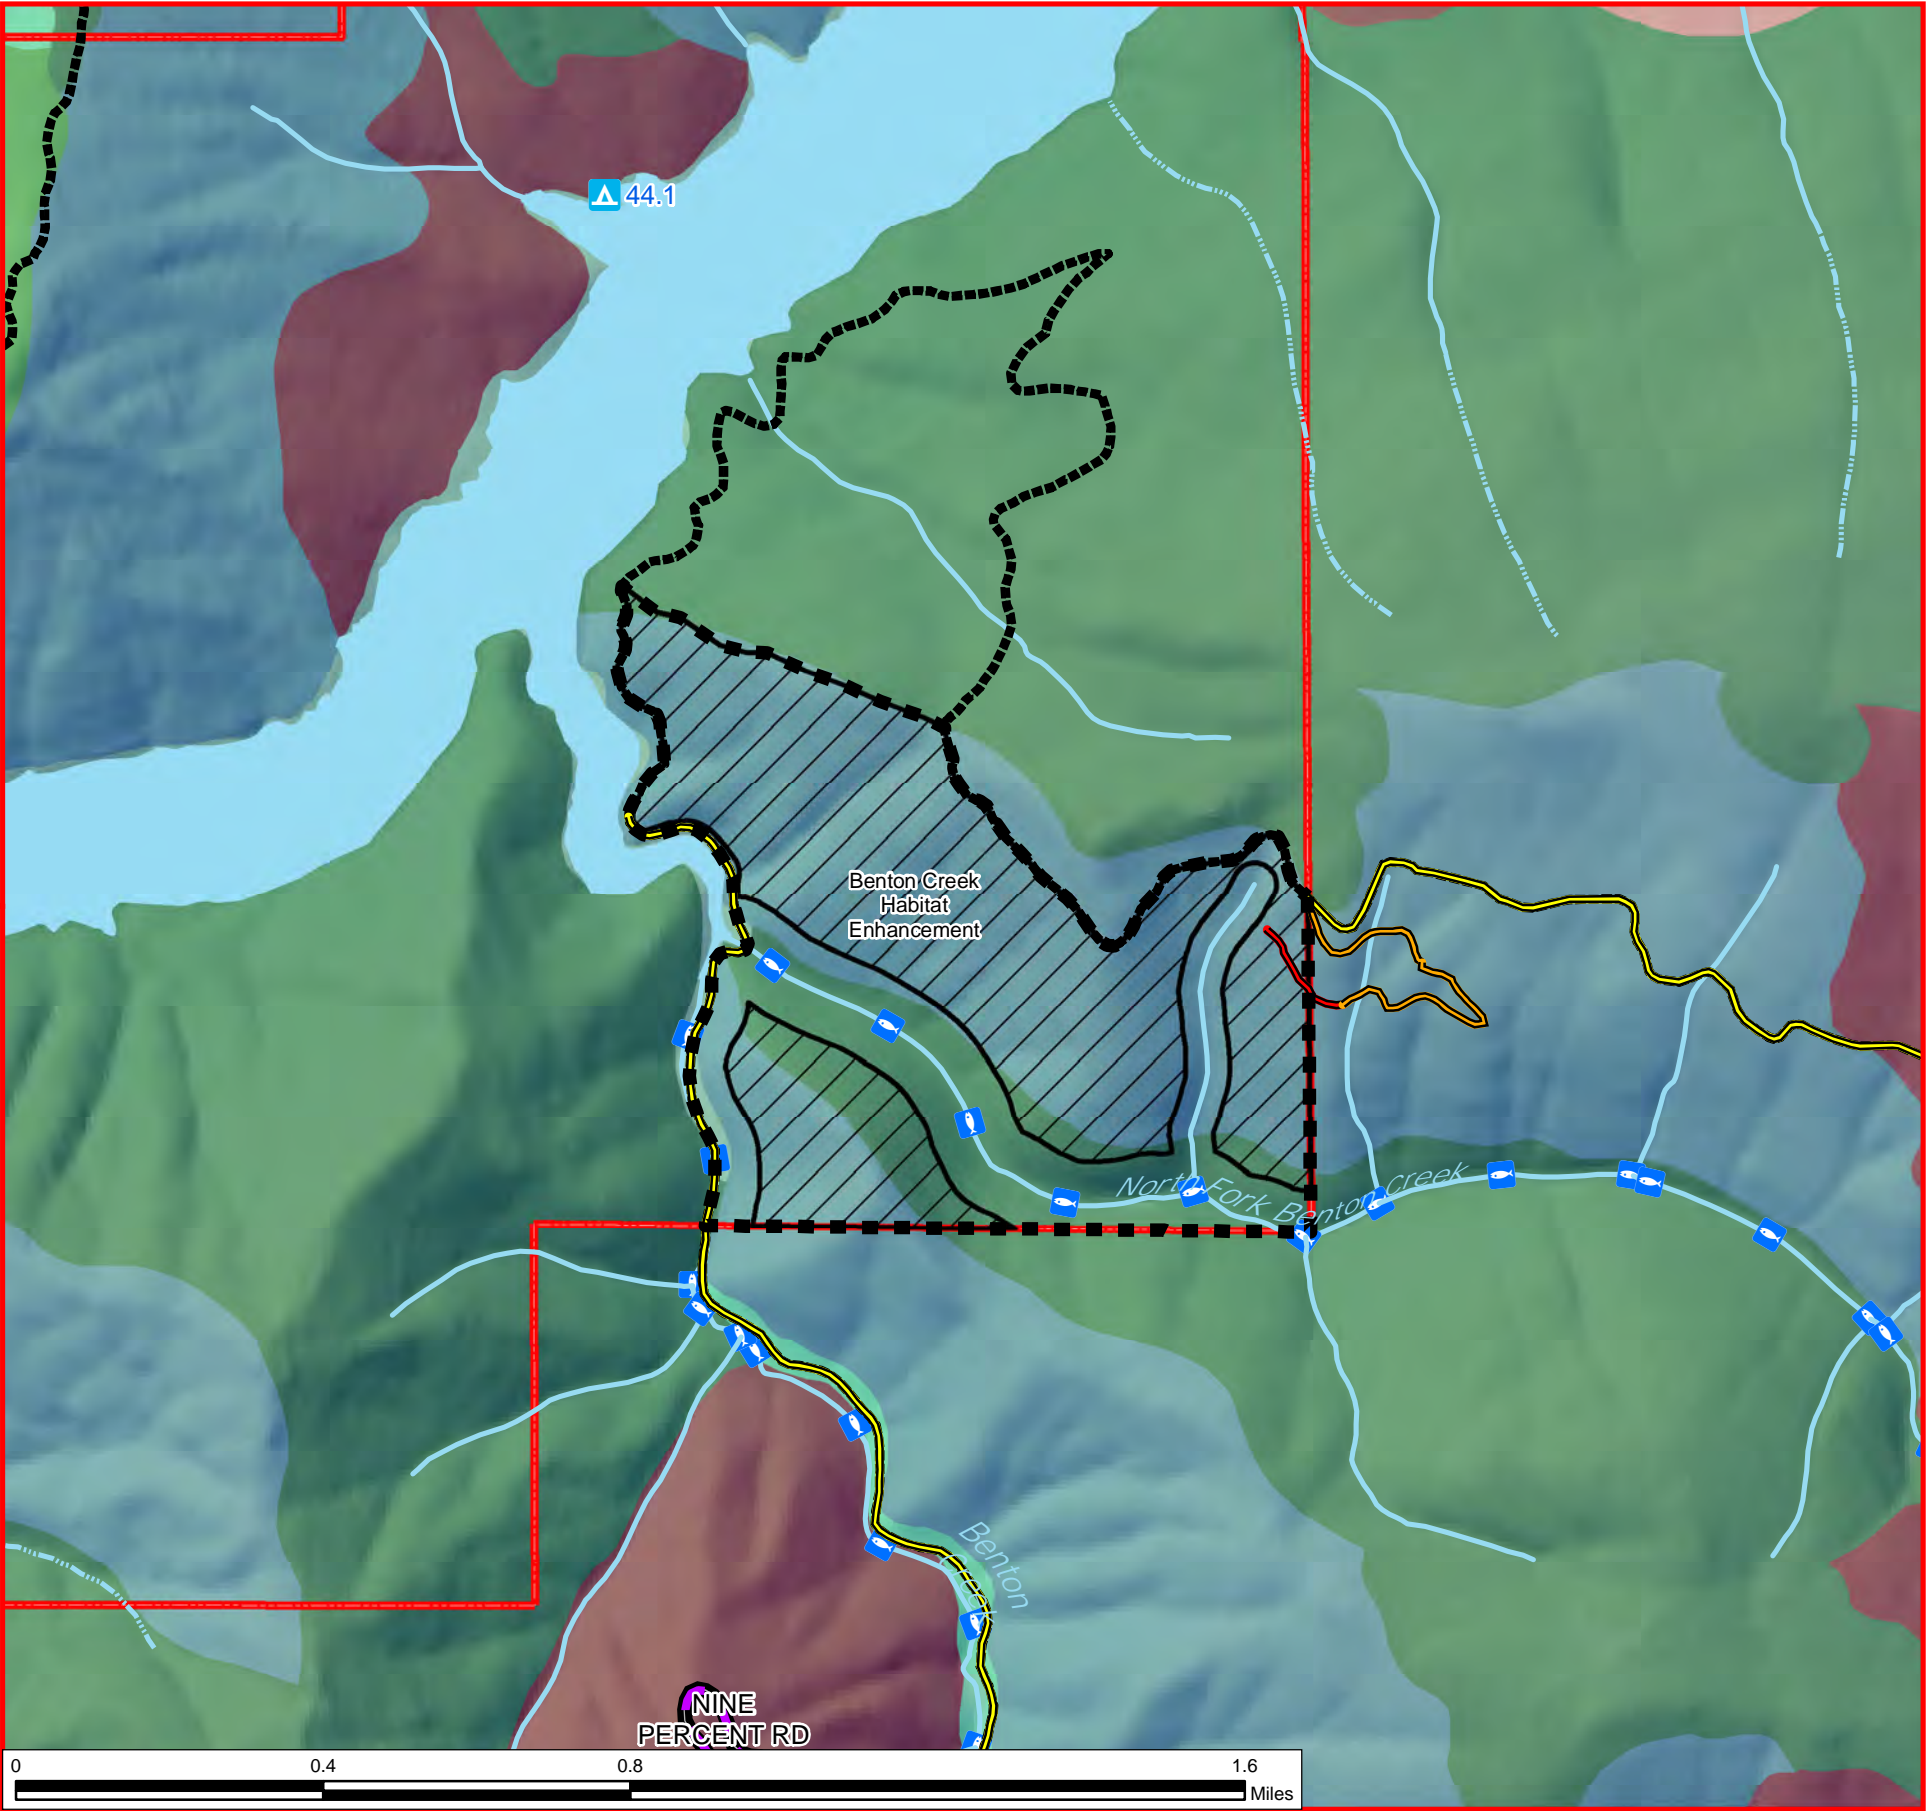 44.1
Benton Creek
Habitat
Enhancement
North Fork Benton Creek
Benton
Creek
NINE
PERCENT RD
0 0.4 0.8 1.6
Miles